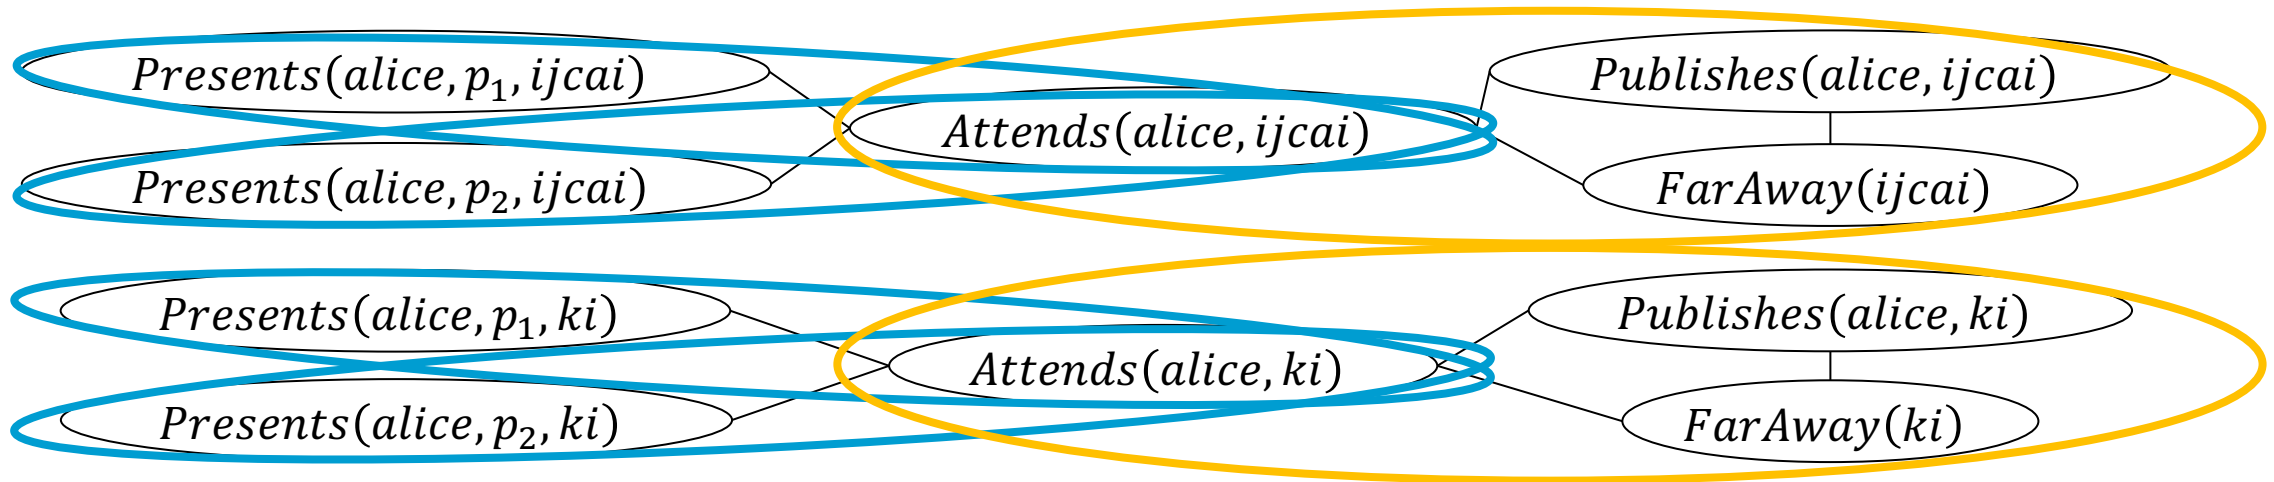 Presents(alice, p₁, ijcai)
Publishes(alice, ijcai)
Attends(alice, ijcai)
Presents(alice, p₂, ijcai)
FarAway(ijcai)
Presents(alice, p₁, ki)
Publishes(alice, ki)
Attends(alice, ki)
Presents(alice, p₂, ki)
FarAway(ki)